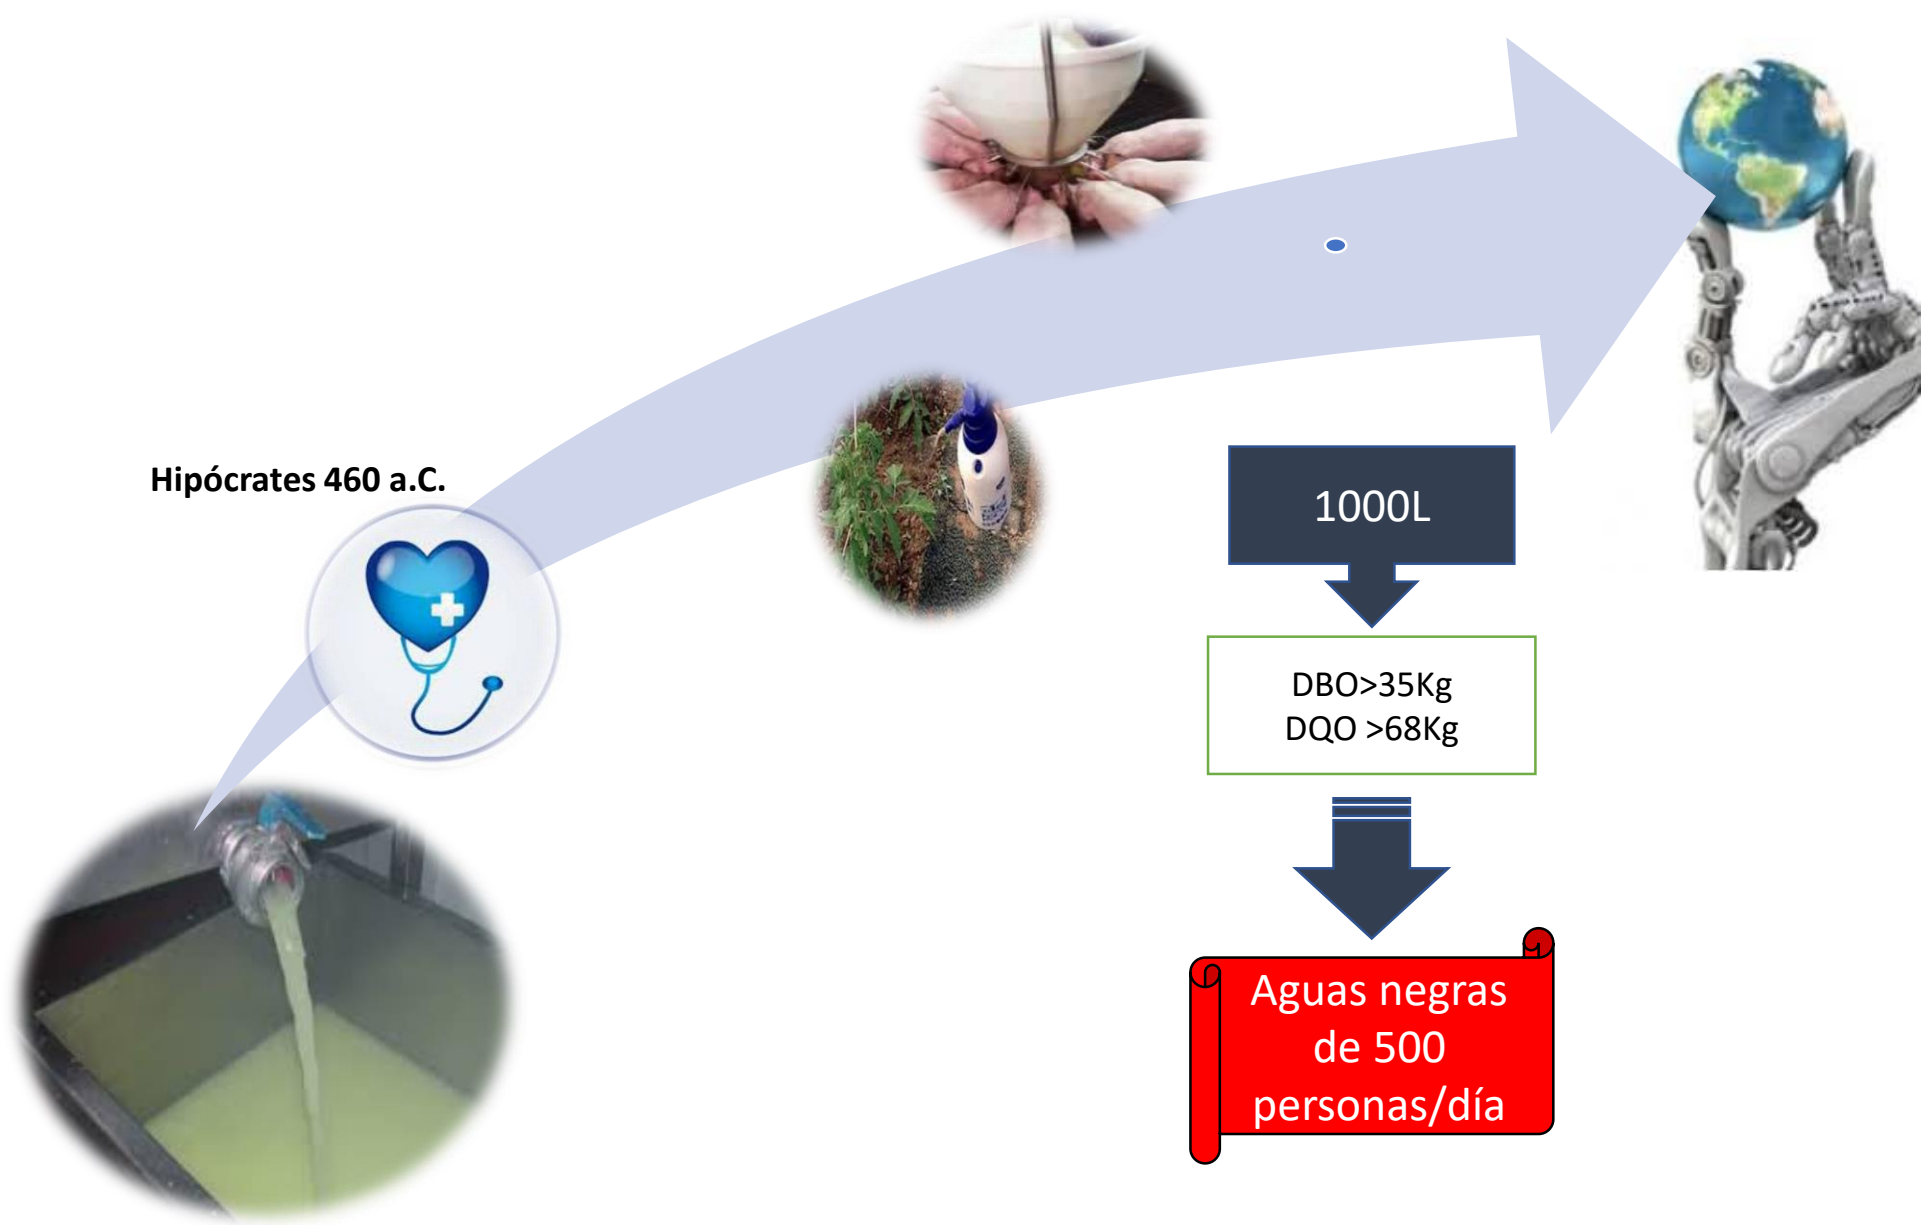 Hipócrates 460 a.C.
1000L
DBO>35Kg
DQO >68Kg
Aguas negras
de 500
personas/día